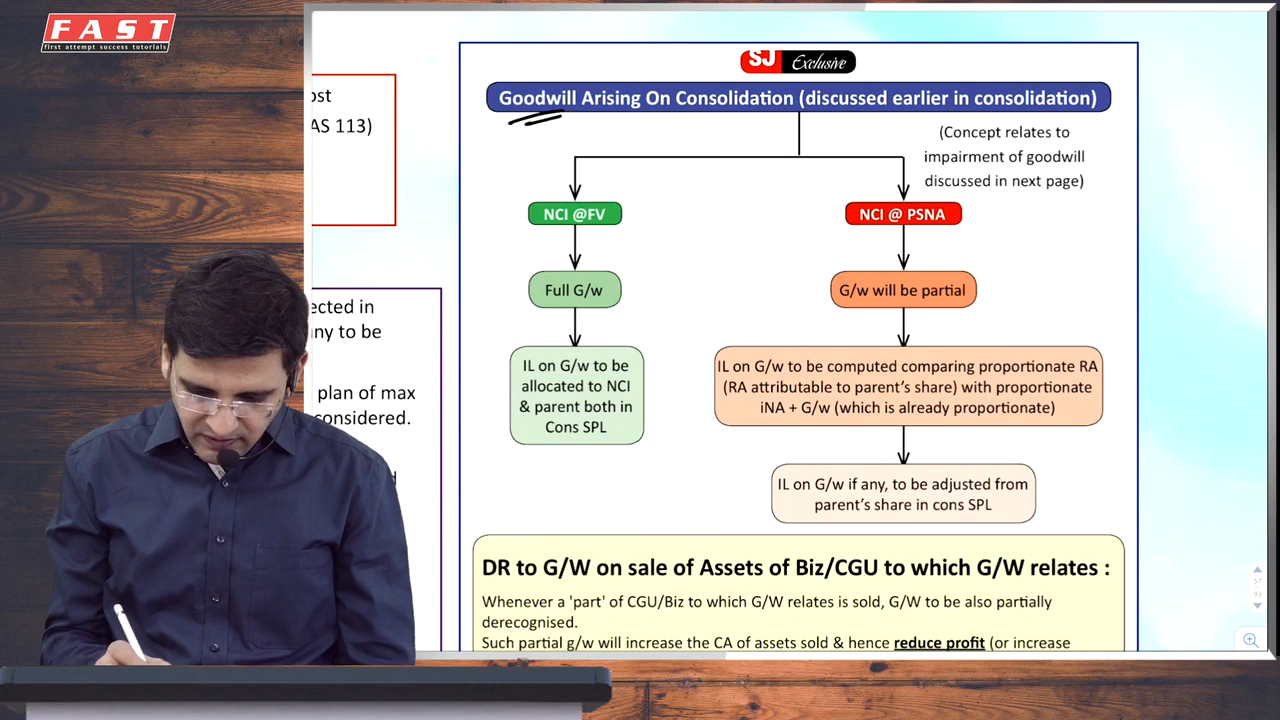 FAST
first attempt success tutorials
ost
AS 113)
ected in
ny to be
plan of max
considered.
SJ Exclusive
Goodwill Arising On Consolidation (discussed earlier in consolidation)
(Concept relates to
impairment of goodwill
discussed in next page)
NCI @FV
NCI @ PSNA
Full G/w
G/w will be partial
IL on G/w to be
allocated to NCI
& parent both in
Cons SPL
IL on G/w to be computed comparing proportionate RA
(RA attributable to parent's share) with proportionate
iNA + G/w (which is already proportionate)
IL on G/w if any, to be adjusted from
parent's share in cons SPL
DR to G/W on sale of Assets of Biz/CGU to which G/W relates :
Whenever a 'part' of CGU/Biz to which G/W relates is sold, G/W to be also partially
derecognised.
Such partial g/w will increase the CA of assets sold & hence reduce profit (or increase
57
93